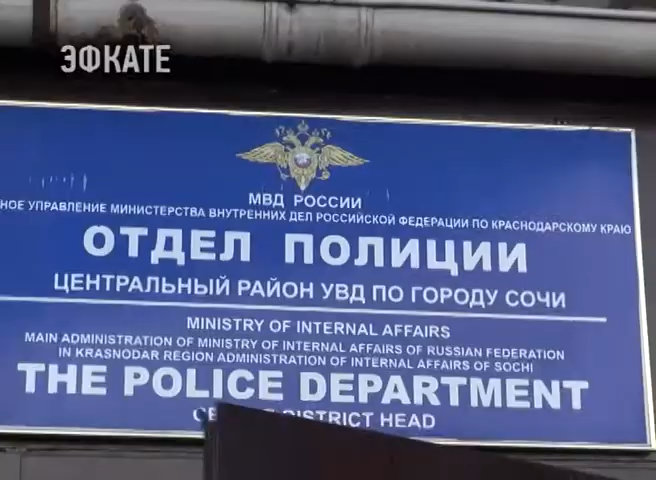 ЭФКАТЕ
МВД РОССИИ
УПРАВЛЕНИЕ МИНИСТЕРСТВА ВНУТРЕННИХ ДЕЛ РОССИЙСКОЙ ФЕДЕРАЦИИ ПО КРАСНОДАРСКОМУ КРАЮ
ОТДЕЛ ПОЛИЦИИ
ЦЕНТРАЛЬНЫЙ РАЙОН УВД ПО ГОРОДУ СОЧИ
MINISTRY OF INTERNAL AFFAIRS
MAIN ADMINISTRATION OF MINISTRY OF INTERNAL AFFAIRS OF RUSSIAN FEDERATION
IN KRASNODAR REGION ADMINISTRATION OF INTERNAL AFFAIRS OF SOCHI
THE POLICE DEPARTMENT
DISTRICT HEAD